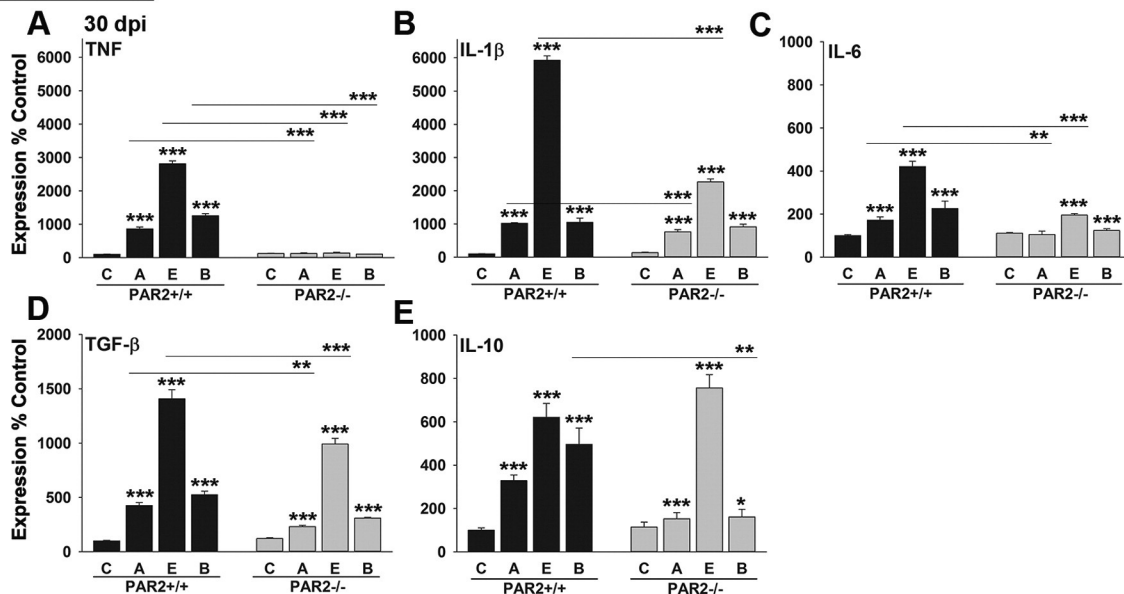 A
30 dpi
TNF
Expression % Control
6000
5000
4000
3000
2000
1000
0
***
***
***
***
***
***
C A E B C A E B
PAR2+/+ PAR2-/-
B
IL-1β
6000
5000
4000
3000
2000
1000
0
***
***
***
***
***
***
***
***
C A E B C A E B
PAR2+/+ PAR2-/-
C
IL-6
1000
800
600
400
200
0
***
**
***
***
***
***
***
C A E B C A E B
PAR2+/+ PAR2-/-
D
TGF-β
Expression % Control
2000
1500
1000
500
0
***
**
***
***
***
***
***
***
C A E B C A E B
PAR2+/+ PAR2-/-
E
IL-10
1000
800
600
400
200
0
**
***
***
***
***
***
*
C A E B C A E B
PAR2+/+ PAR2-/-